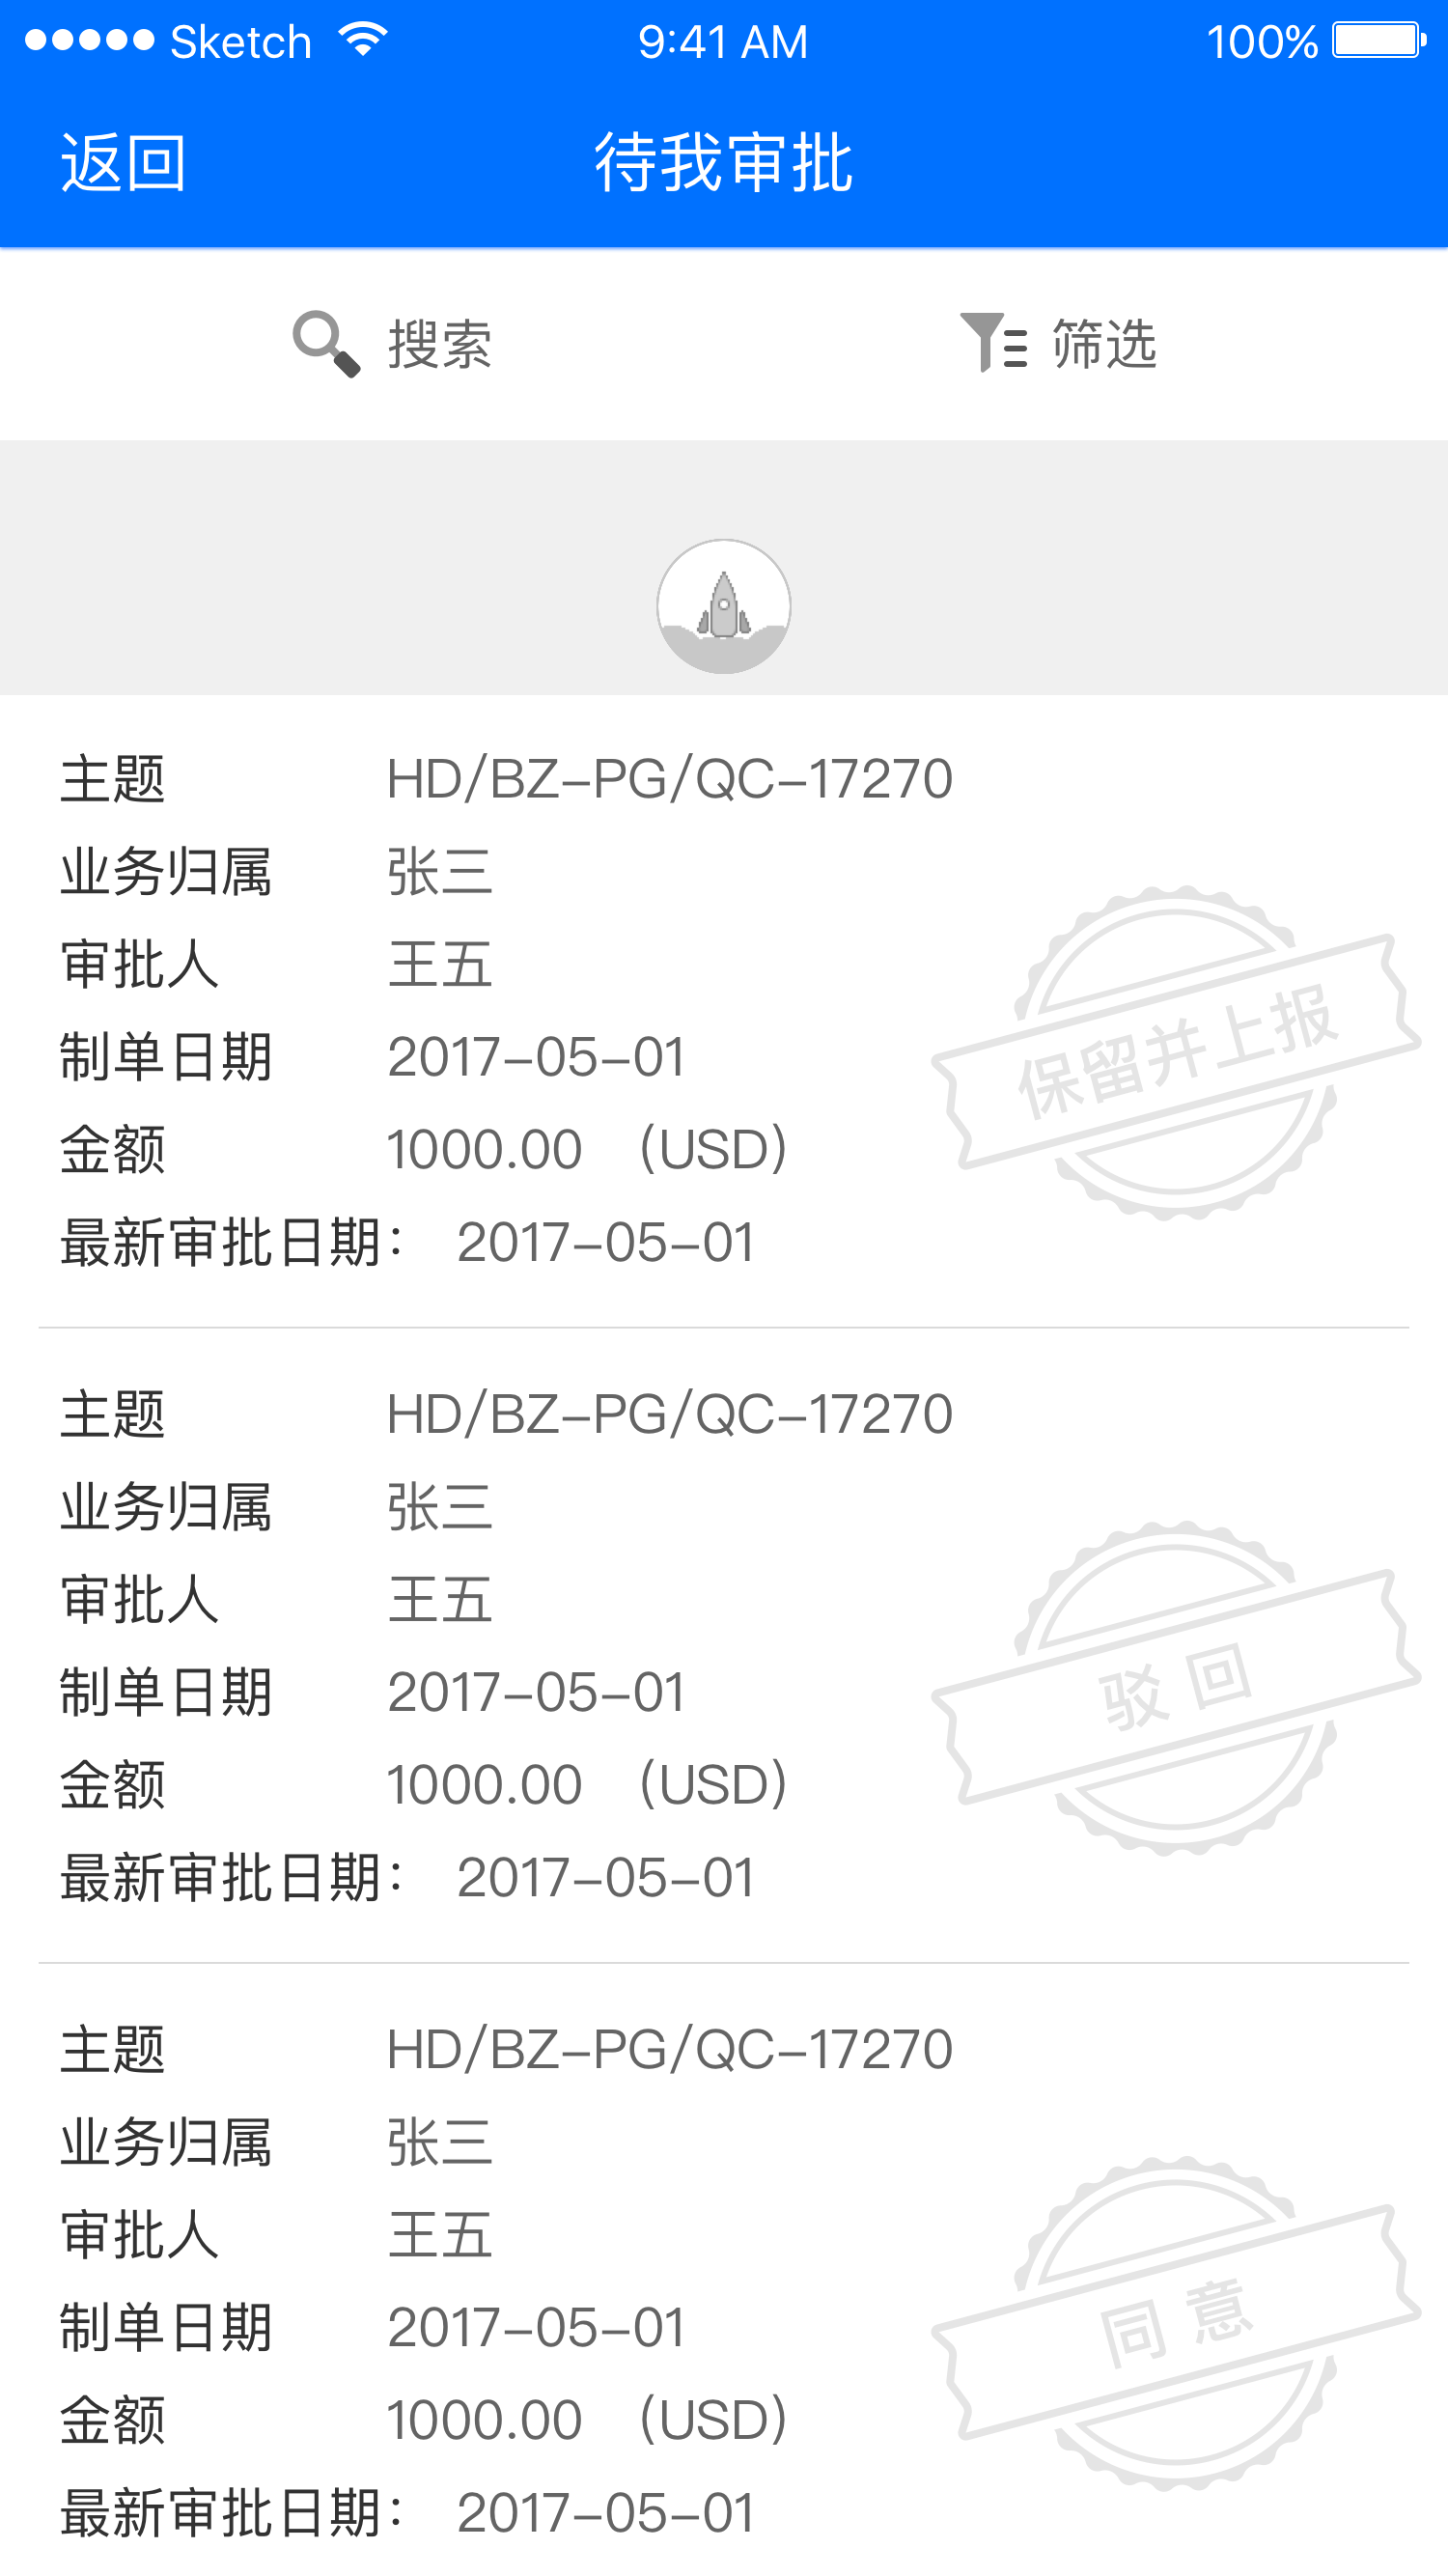 Sketch 9:41 AM 100%
返回 待我审批
搜索 筛选
主题 HD/BZ-PG/QC-17270
业务归属 张三
审批人 王五
制单日期 2017-05-01
金额 1000.00 (USD)
最新审批日期: 2017-05-01
保留并上报
主题 HD/BZ-PG/QC-17270
业务归属 张三
审批人 王五
制单日期 2017-05-01
金额 1000.00 (USD)
最新审批日期: 2017-05-01
驳回
主题 HD/BZ-PG/QC-17270
业务归属 张三
审批人 王五
制单日期 2017-05-01
金额 1000.00 (USD)
最新审批日期: 2017-05-01
同意